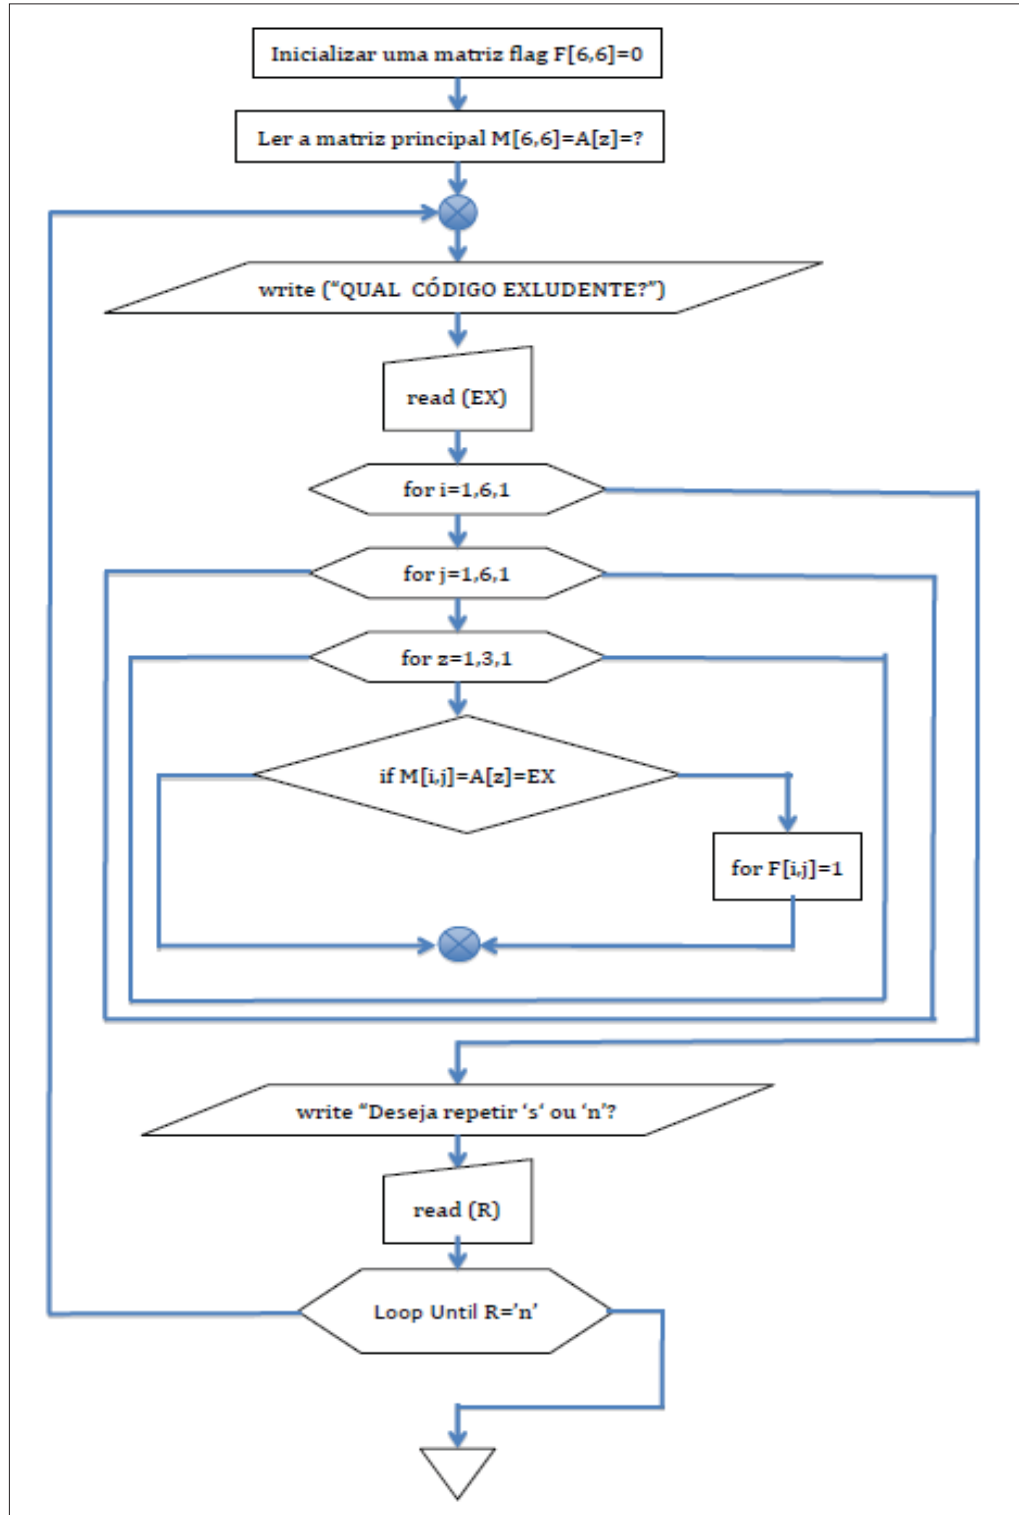 Inicializar uma matriz flag F[6,6]=0
Ler a matriz principal M[6,6]=A[z]=?
write (“QUAL CÓDIGO EXLUDENTE?”)
read (EX)
for i=1,6,1
for j=1,6,1
for z=1,3,1
if M[i,j]=A[z]=EX
for F[i,j]=1
write “Deseja repetir ‘s‘ ou ‘n’?
read (R)
Loop Until R=’n’